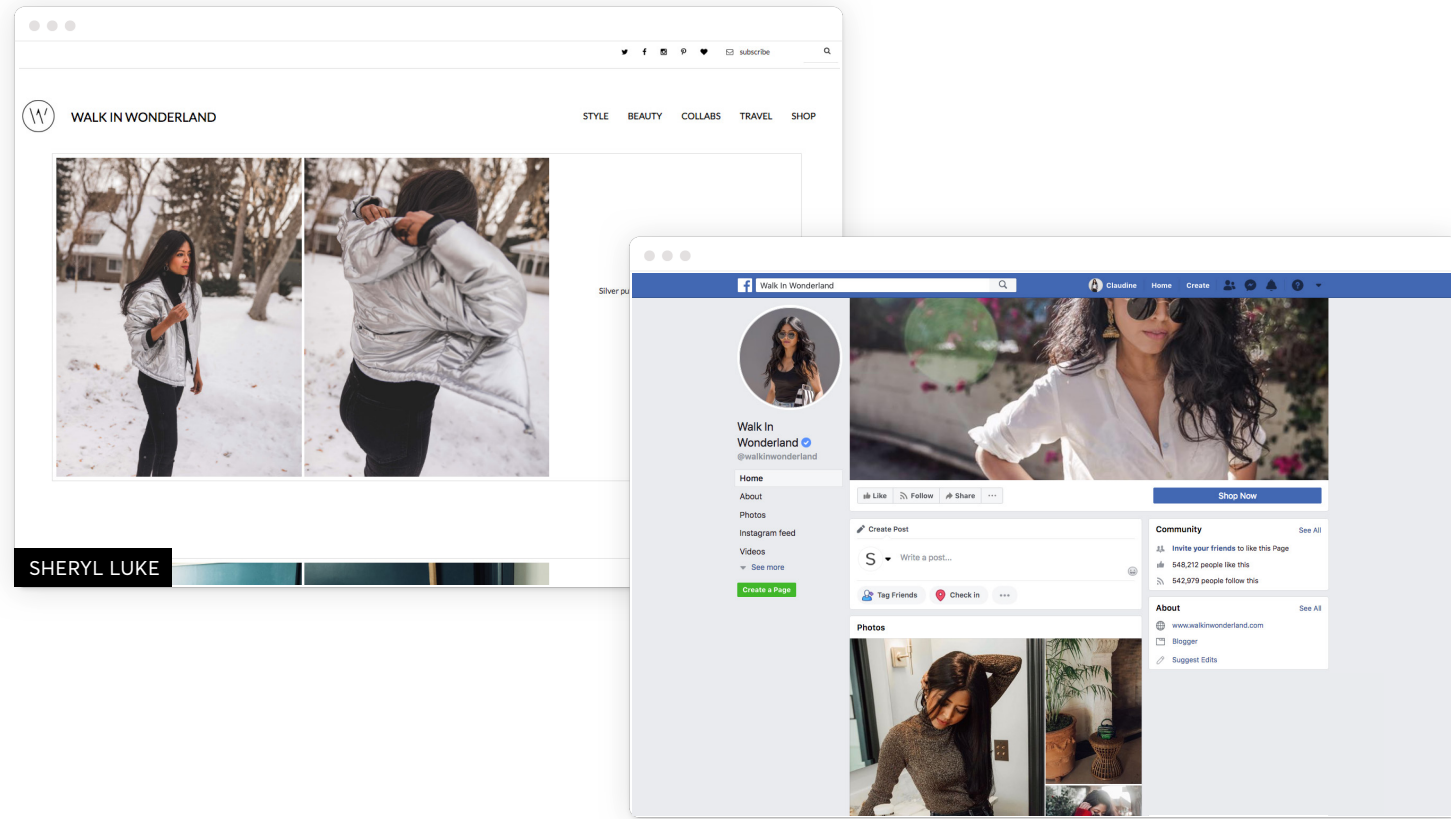 subscribe
WALK IN WONDERLAND
STYLE BEAUTY COLLABS TRAVEL SHOP
Silver pu
SHERYL LUKE
Walk In Wonderland
Claudine Home Create
Walk In
Wonderland
@walkinwonderland
Home
About
Photos
Instagram feed
Videos
See more
Create a Page
Like Follow Share
Shop Now
Create Post
S Write a post...
Tag Friends Check in
Photos
Community See All
Invite your friends to like this Page
548,212 people like this
542,979 people follow this
About See All
www.walkinwonderland.com
Blogger
Suggest Edits